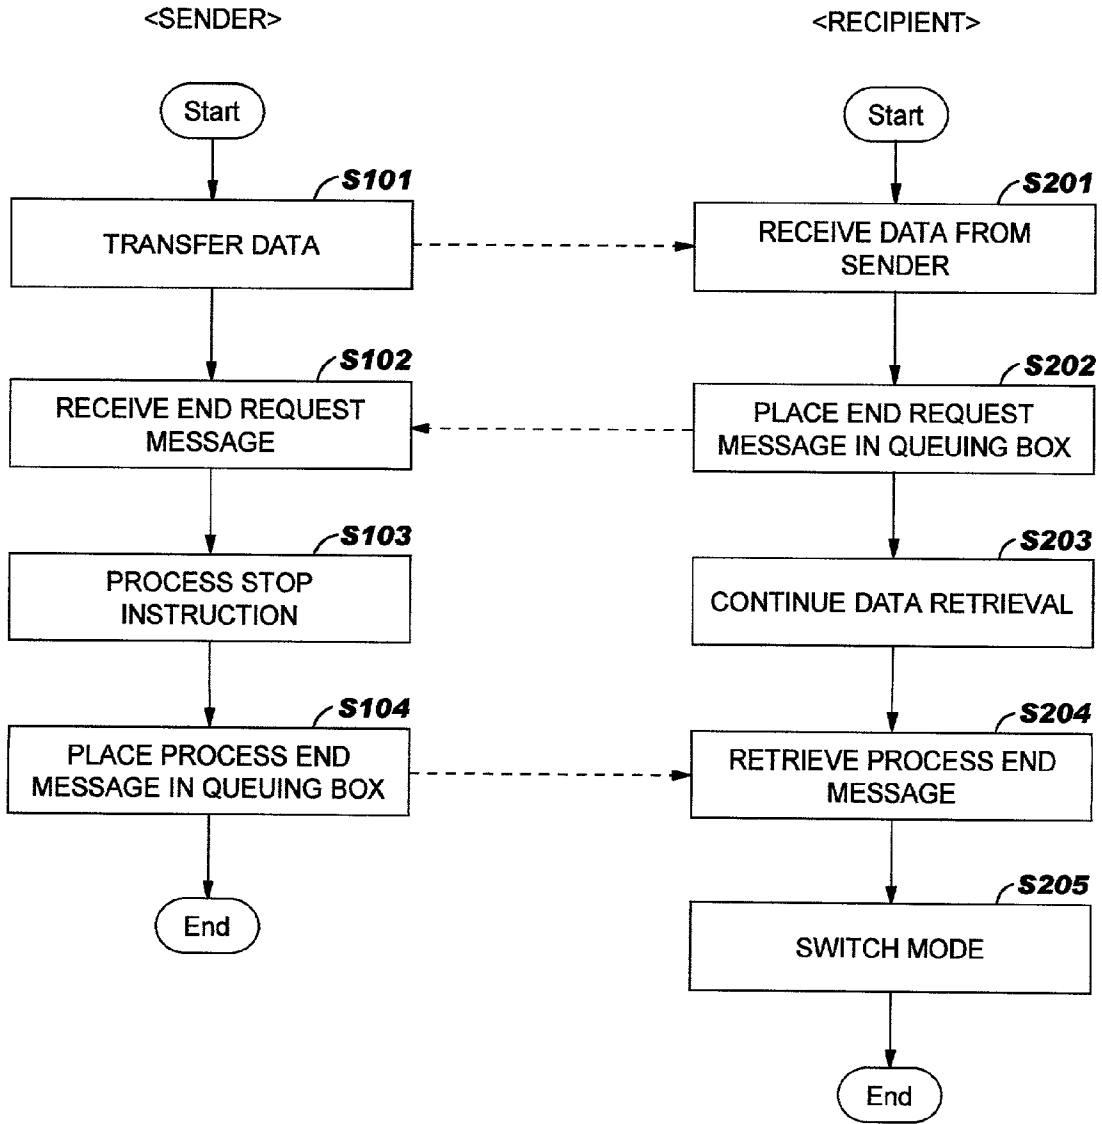 <SENDER>
Start
S101
TRANSFER DATA
S102
RECEIVE END REQUEST
MESSAGE
S103
PROCESS STOP
INSTRUCTION
S104
PLACE PROCESS END
MESSAGE IN QUEUING BOX
End
<RECIPIENT>
Start
S201
RECEIVE DATA FROM
SENDER
S202
PLACE END REQUEST
MESSAGE IN QUEUING BOX
S203
CONTINUE DATA RETRIEVAL
S204
RETRIEVE PROCESS END
MESSAGE
S205
SWITCH MODE
End